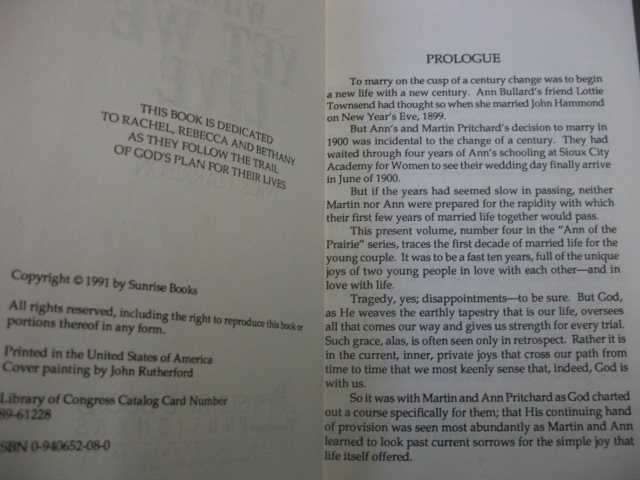 THIS BOOK IS DEDICATED
TO RACHEL, REBECCA AND BETHANY
AS THEY FOLLOW THE TRAIL
OF GOD'S PLAN FOR THEIR LIVES
Copyright © 1991 by Sunrise Books
All rights reserved, including the right to reproduce this book or
portions thereof in any form.
Printed in the United States of America
Cover painting by John Rutherford
Library of Congress Catalog Card Number
89-61228
SBN 0-940652-08-0
PROLOGUE
To marry on the cusp of a century change was to begin
a new life with a new century. Ann Bullard's friend Lottie
Townsend had thought so when she married John Hammond
on New Year's Eve, 1899.
But Ann's and Martin Pritchard's decision to marry in
1900 was incidental to the change of a century. They had
waited through four years of Ann's schooling at Sioux City
Academy for Women to see their wedding day finally arrive
in June of 1900.
But if the years had seemed slow in passing, neither
Martin nor Ann were prepared for the rapidity with which
their first few years of married life together would pass.
This present volume, number four in the "Ann of the
Prairie" series, traces the first decade of married life for the
young couple. It was to be a fast ten years, full of the unique
joys of two young people in love with each other—and in
love with life.
Tragedy, yes; disappointments—to be sure. But God,
as He weaves the earthly tapestry that is our life, oversees
all that comes our way and gives us strength for every trial.
Such grace, alas, is often seen only in retrospect. Rather it is
in the current, inner, private joys that cross our path from
time to time that we most keenly sense that, indeed, God is
with us.
So it was with Martin and Ann Pritchard as God charted
out a course specifically for them; that His continuing hand
of provision was seen most abundantly as Martin and Ann
learned to look past current sorrows for the simple joy that
life itself offered.